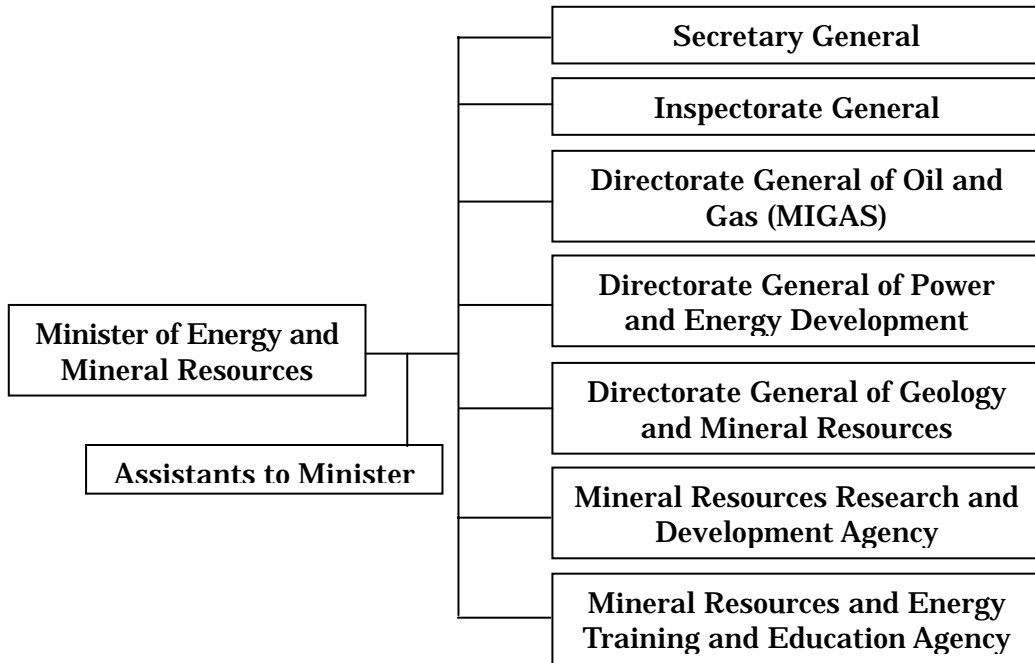 Secretary General
Inspectorate General
Directorate General of Oil and
Gas (MIGAS)
Directorate General of Power
and Energy Development
Minister of Energy and
Mineral Resources
Directorate General of Geology
and Mineral Resources
Assistants to Minister
Mineral Resources Research and
Development Agency
Mineral Resources and Energy
Training and Education Agency